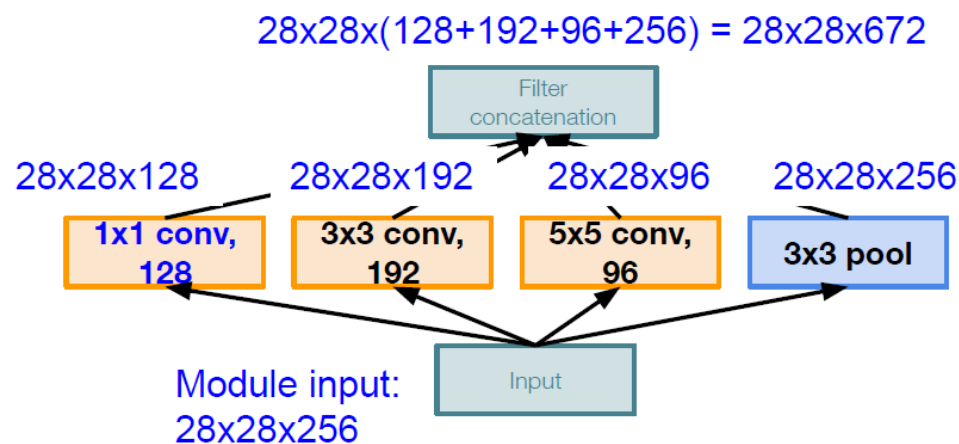 28x28x(128+192+96+256) = 28x28x672
Filter
concatenation
28x28x128
28x28x192
28x28x96
28x28x256
1x1 conv,
128
3x3 conv,
192
5x5 conv,
96
3x3 pool
Input
Module input:
28x28x256